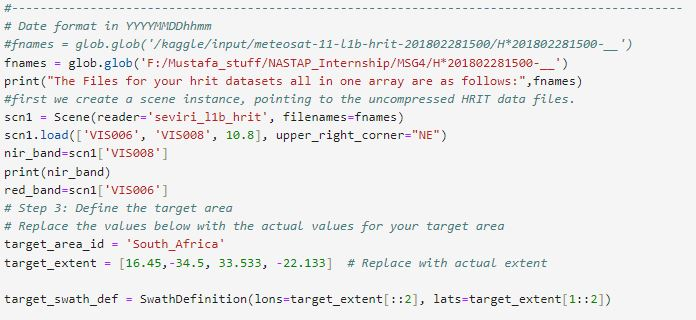 #---------------------------------------------------------------------------------------------
# Date format in YYYYMMDDhhmm
#fnames = glob.glob('/kaggle/input/meteosat-11-l1b-hrit-201802281500/H*201802281500-__')
fnames = glob.glob('F:/Mustafa_stuff/NASTAP_Internship/MSG4/H*201802281500-__')
print("The Files for your hrit datasets all in one array are as follows:",fnames)
#first we create a scene instance, pointing to the uncompressed HRIT data files.
scn1 = Scene(reader='seviri_l1b_hrit', filenames=fnames)
scn1.load(['VIS006', 'VIS008', 10.8], upper_right_corner="NE")
nir_band=scn1['VIS008']
print(nir_band)
red_band=scn1['VIS006']
# Step 3: Define the target area
# Replace the values below with the actual values for your target area
target_area_id = 'South_Africa'
target_extent = [16.45,-34.5, 33.533, -22.133]  # Replace with actual extent
target_swath_def = SwathDefinition(lons=target_extent[::2], lats=target_extent[1::2])